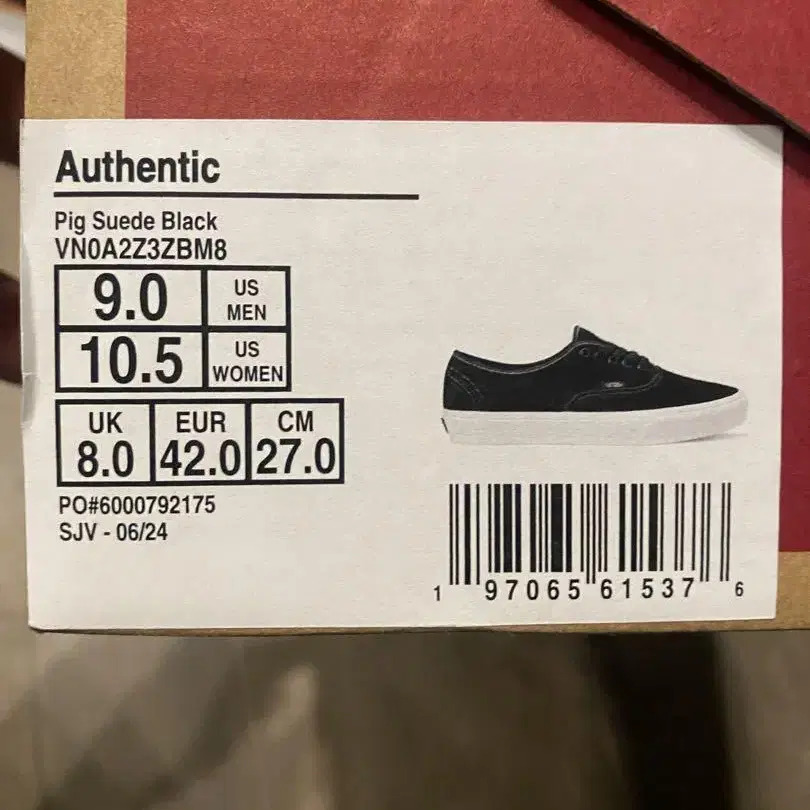 Authentic
Pig Suede Black
VN0A2Z3ZBM8
9.0 US MEN
10.5 US WOMEN
UK EUR CM
8.0 42.0 27.0
PO#6000792175
SJV - 06/24
1 97065 61537 6